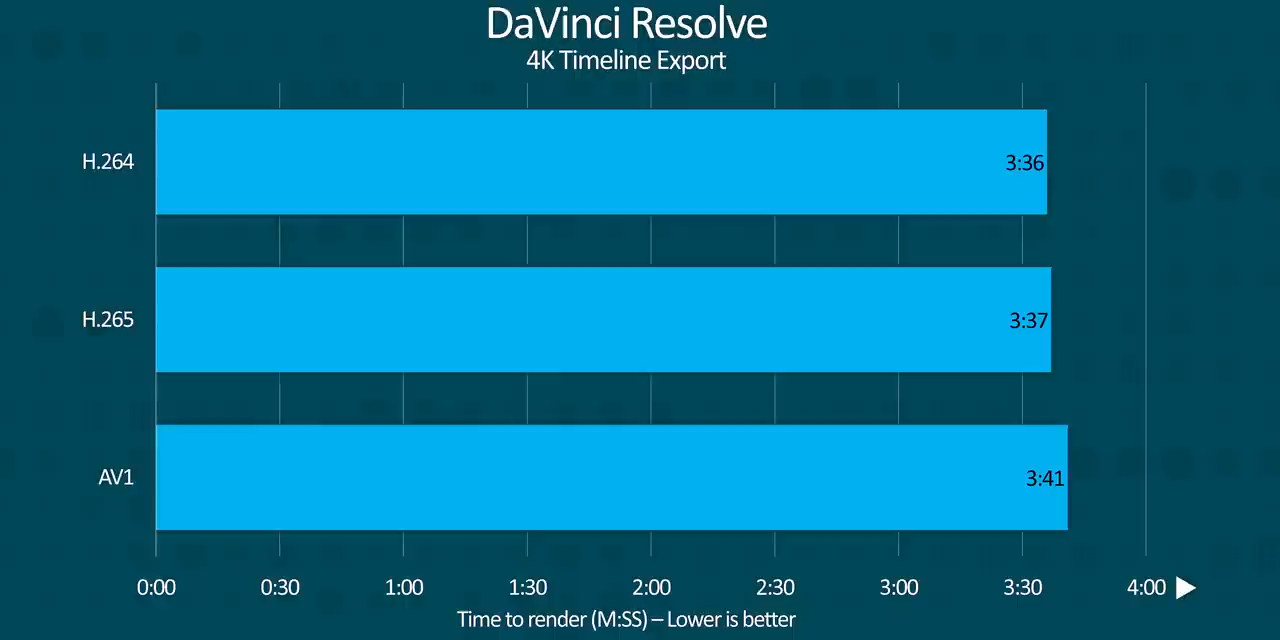 DaVinci Resolve
4K Timeline Export
H.264
3:36
H.265
3:37
AV1
3:41
0:00 0:30 1:00 1:30 2:00 2:30 3:00 3:30 4:00
Time to render (M:SS) – Lower is better